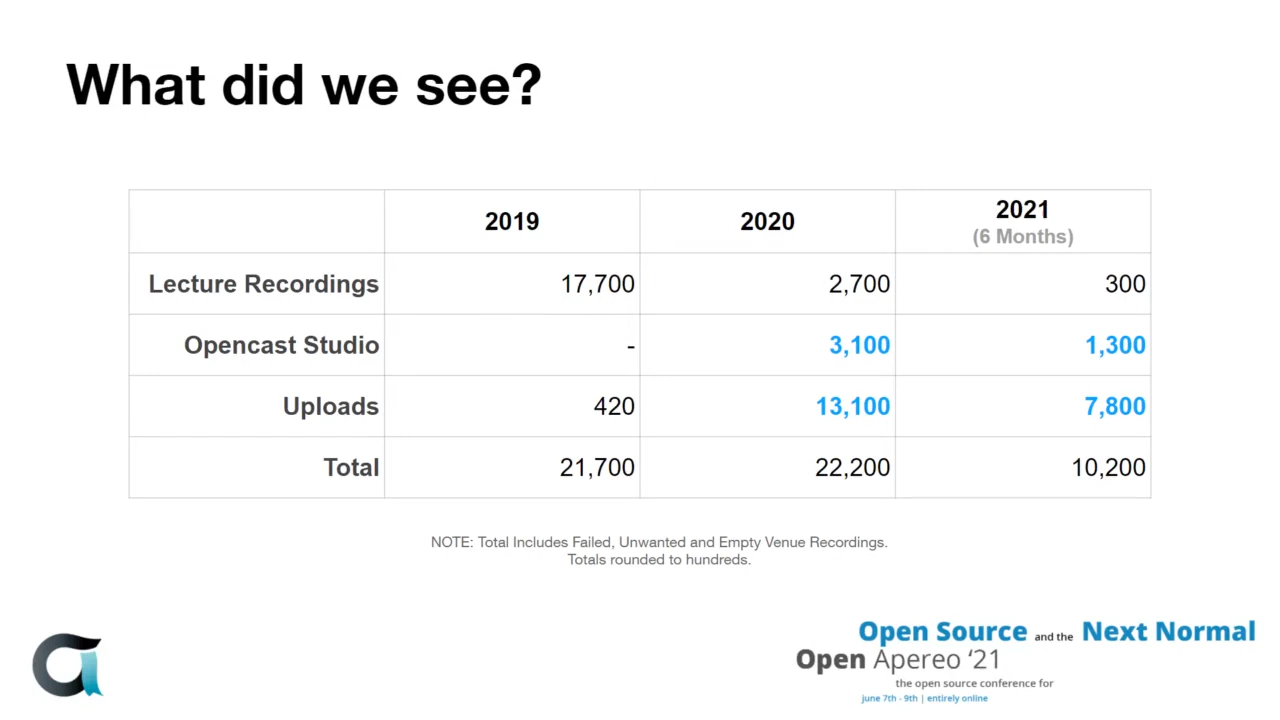 What did we see?
2019 2020 2021
(6 Months)
Lecture Recordings 17,700 2,700 300
Opencast Studio - 3,100 1,300
Uploads 420 13,100 7,800
Total 21,700 22,200 10,200
NOTE: Total Includes Failed, Unwanted and Empty Venue Recordings.
Totals rounded to hundreds.
Open Source and the Next Normal
Open Apereo ‘21
the open source conference for
june 7th - 9th | entirely online